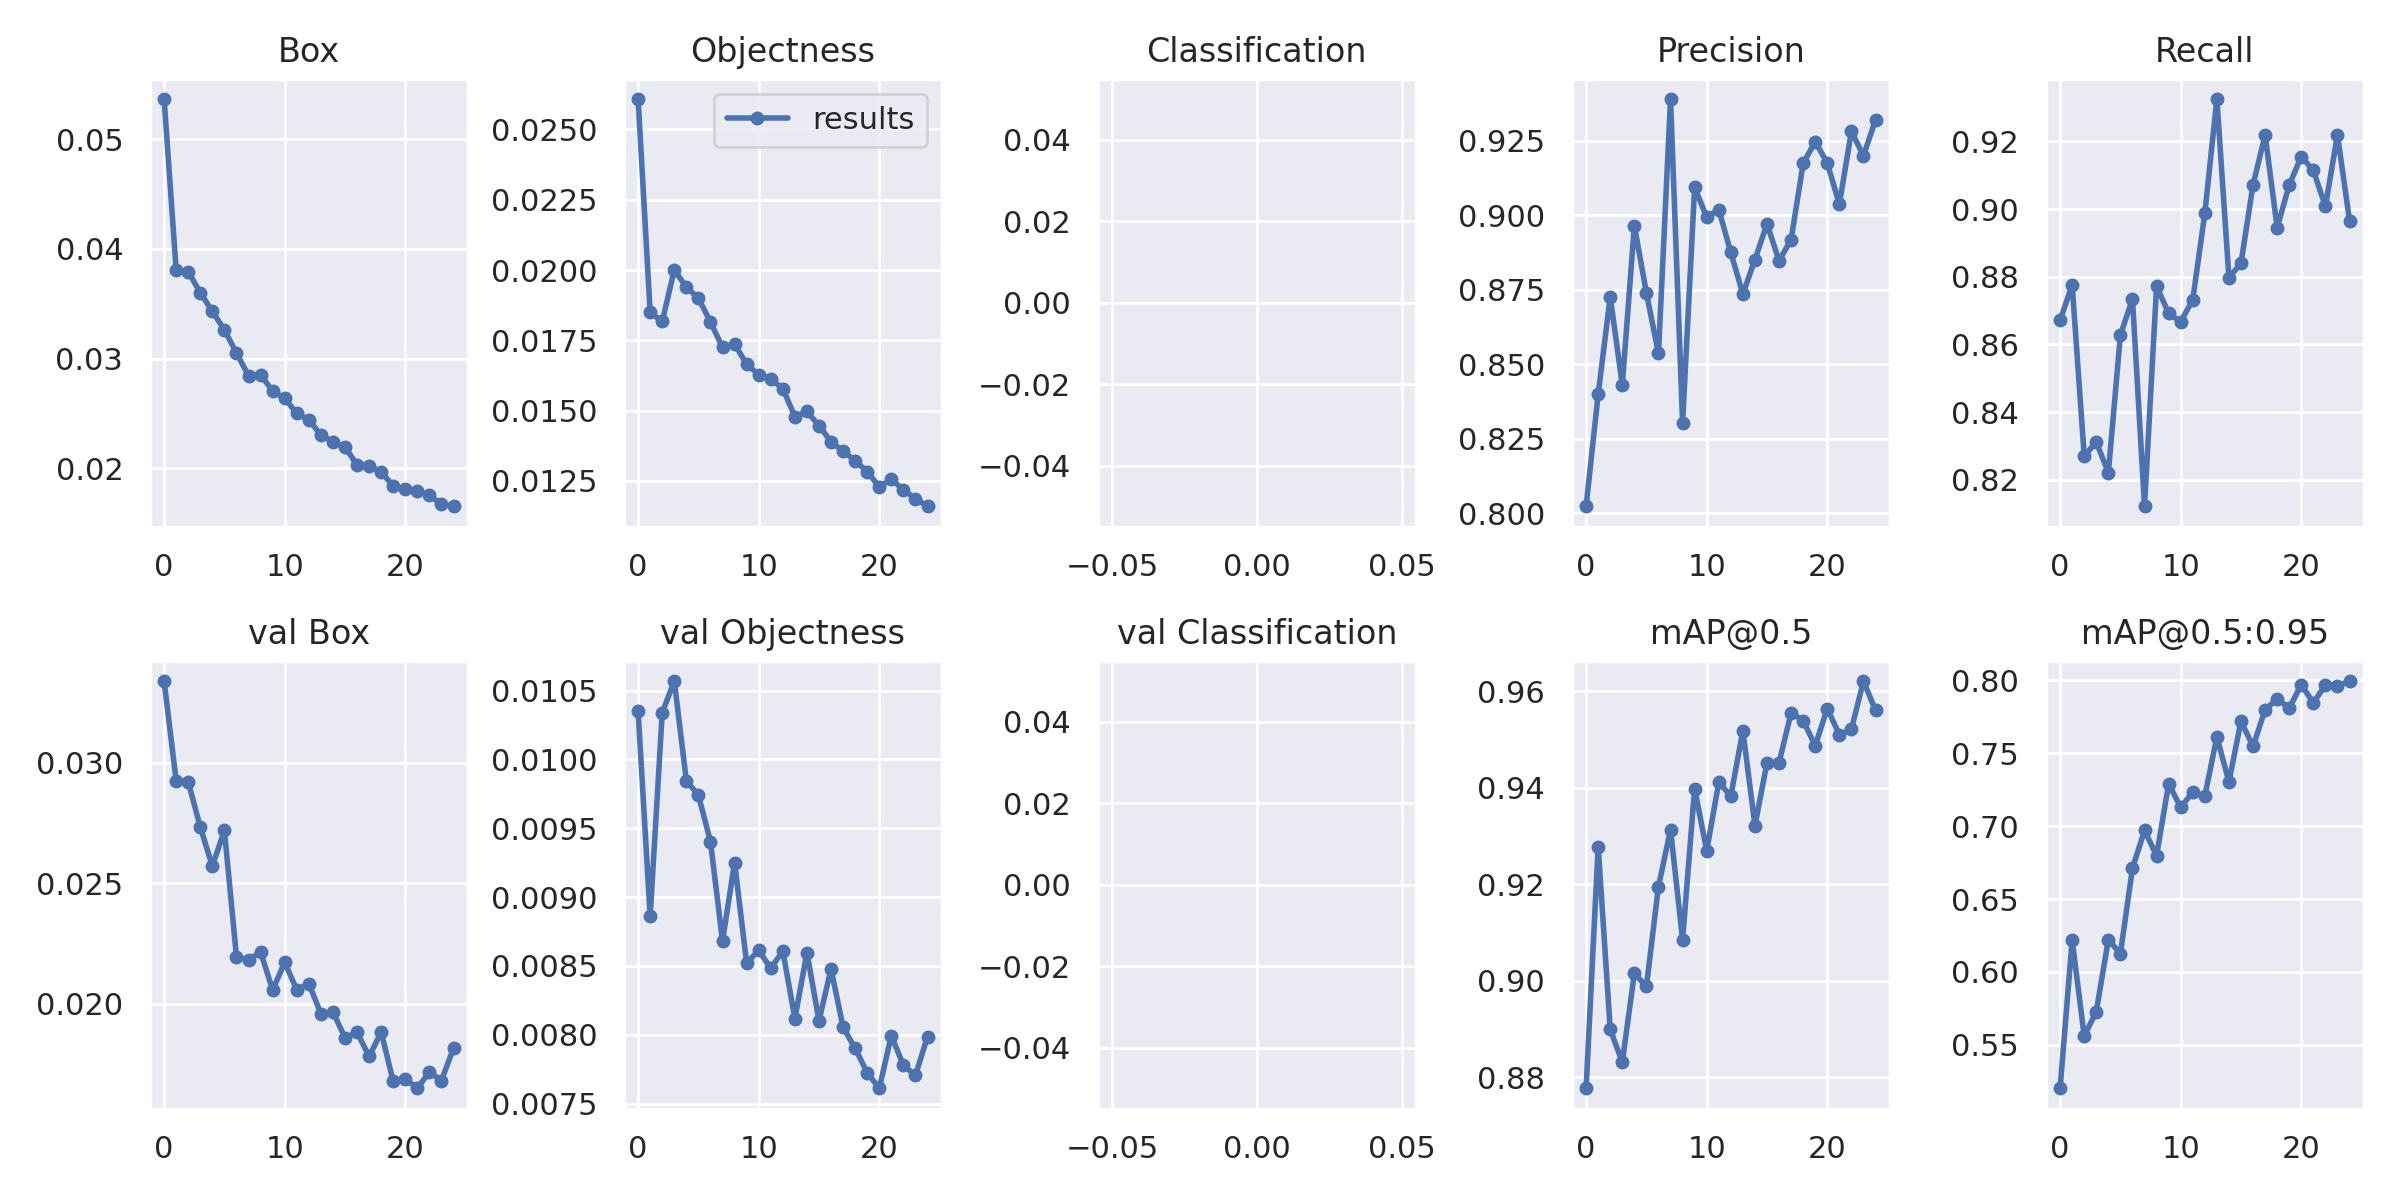 Box
0.05
0.04
0.03
0.02
0 10 20
Objectness
results
0.0250
0.0225
0.0200
0.0175
0.0150
0.0125
0 10 20
Classification
0.04
0.02
0.00
−0.02
−0.04
−0.05 0.00 0.05
Precision
0.925
0.900
0.875
0.850
0.825
0.800
0 10 20
Recall
0.92
0.90
0.88
0.86
0.84
0.82
0 10 20
val Box
0.030
0.025
0.020
0 10 20
val Objectness
0.0105
0.0100
0.0095
0.0090
0.0085
0.0080
0.0075
0 10 20
val Classification
0.04
0.02
0.00
−0.02
−0.04
−0.05 0.00 0.05
mAP@0.5
0.96
0.94
0.92
0.90
0.88
0 10 20
mAP@0.5:0.95
0.80
0.75
0.70
0.65
0.60
0.55
0 10 20